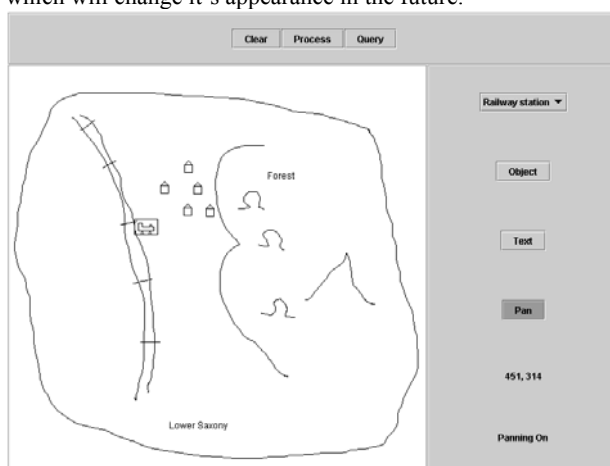 which will change it's appearance in the future.
Clear Process Query
Railway station
Forest
Object
Text
Pan
451, 314
Lower Saxony
Panning On